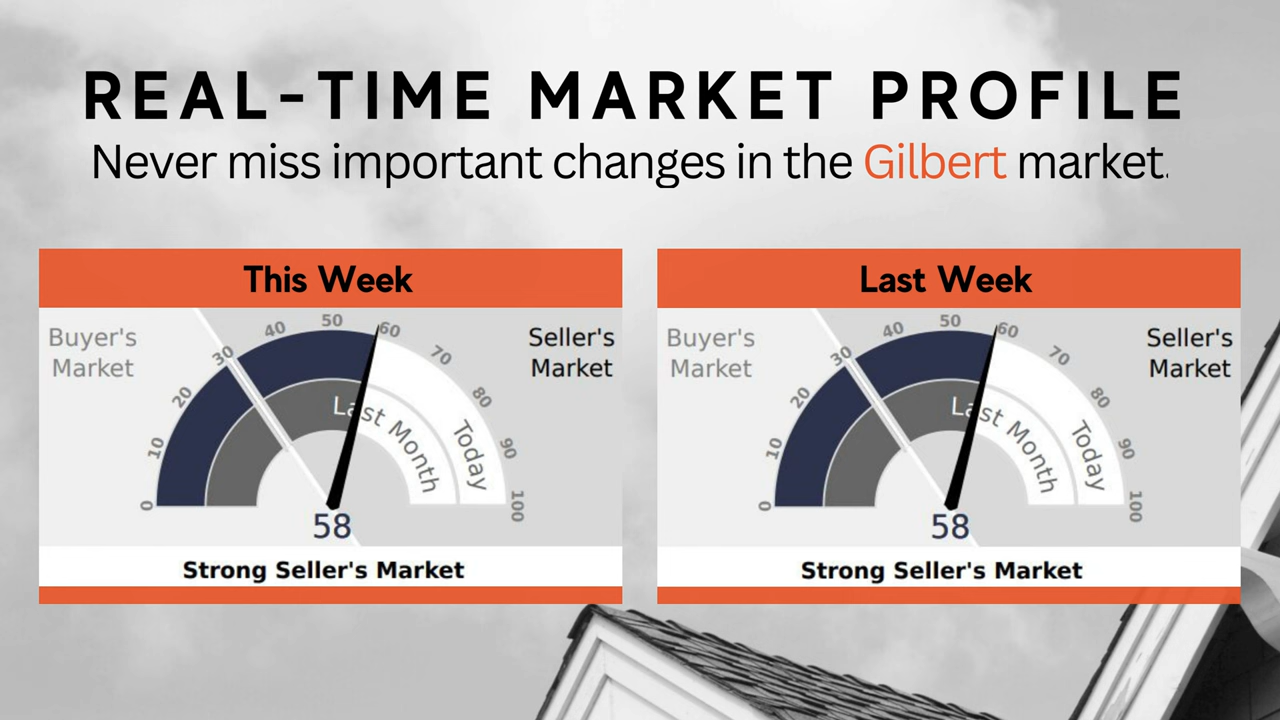 REAL-TIME MARKET PROFILE
Never miss important changes in the Gilbert market.
This Week
Buyer's
Market
Seller's
Market
0
10
20
30
40
50
60
70
80
90
100
Last Month
Today
58
Strong Seller's Market
Last Week
Buyer's
Market
Seller's
Market
0
10
20
30
40
50
60
70
80
90
100
Last Month
Today
58
Strong Seller's Market